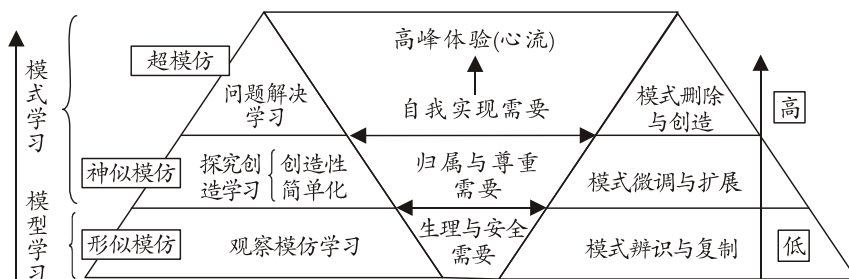 模式学习
模型学习
超模仿
神似模仿
形似模仿
问题解决
学习
探究创
造学习
创造性
简单化
观察模仿学习
高峰体验(心流)
自我实现需要
归属与尊重
需要
生理与安全
需要
模式删除
与创造
模式微调与扩展
模式辨识与复制
高
低